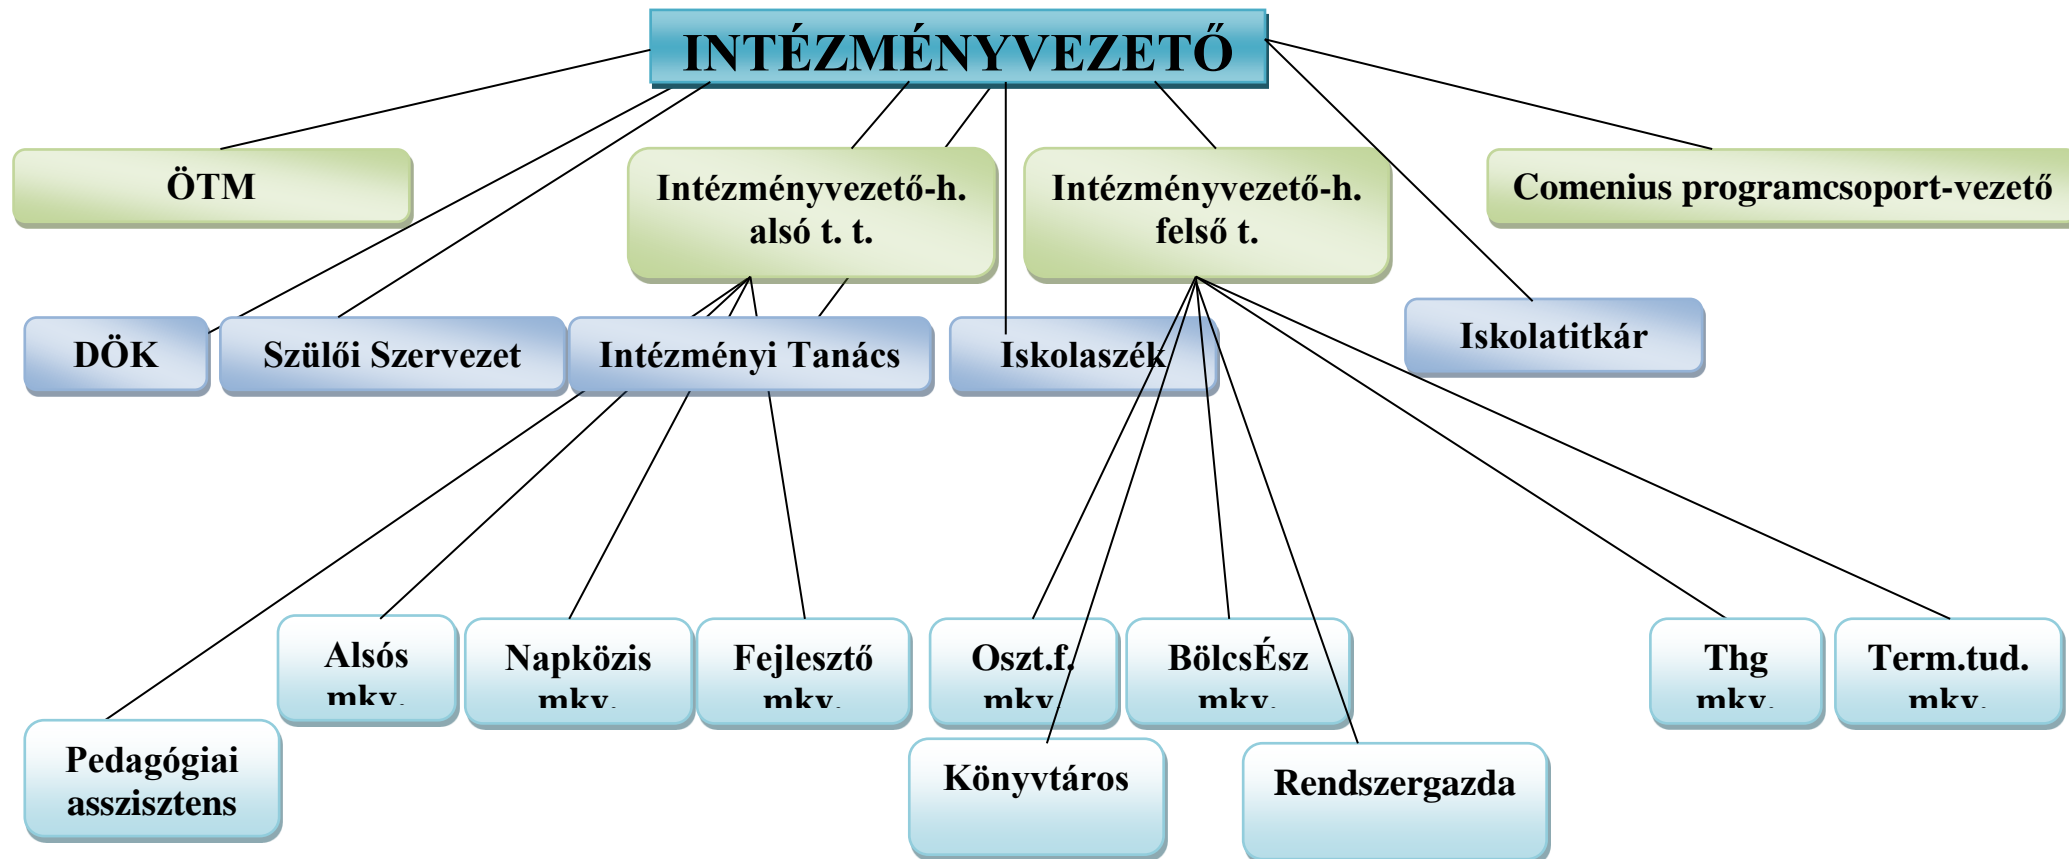 INTÉZMÉNYVEZETŐ
ÖTM
Intézményvezető-h.
alsó t. t.
Intézményvezető-h.
felső t.
Comenius programcsoport-vezető
DÖK
Szülői Szervezet
Intézményi Tanács
Iskolaszék
Iskolatitkár
Alsós
mkv.
Napközis
mkv.
Fejlesztő
mkv.
Oszt.f.
mkv.
BölcsÉsz
mkv.
Thg
mkv.
Term.tud.
mkv.
Pedagógiai
asszisztens
Könyvtáros
Rendszergazda